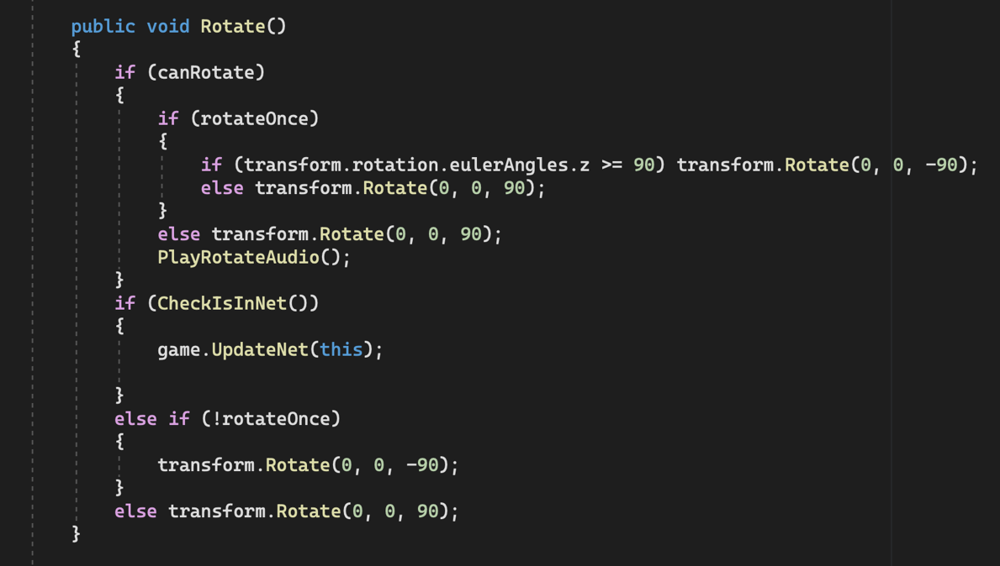 public void Rotate()
{
if (canRotate)
{
if (rotateOnce)
{
if (transform.rotation.eulerAngles.z >= 90) transform.Rotate(0, 0, -90);
else transform.Rotate(0, 0, 90);
}
else transform.Rotate(0, 0, 90);
PlayRotateAudio();
}
if (CheckIsInNet())
{
game.UpdateNet(this);
}
else if (!rotateOnce)
{
transform.Rotate(0, 0, -90);
}
else transform.Rotate(0, 0, 90);
}